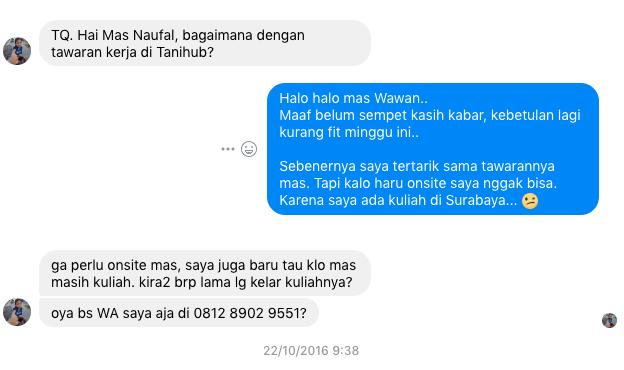 TQ. Hai Mas Naufal, bagaimana dengan
tawaran kerja di Tanihub?
Halo halo mas Wawan..
Maaf belum sempet kasih kabar, kebetulan lagi
kurang fit minggu ini..
Sebenernya saya tertarik sama tawarannya
mas. Tapi kalo haru onsite saya nggak bisa.
Karena saya ada kuliah di Surabaya... 😕
ga perlu onsite mas, saya juga baru tau klo mas
masih kuliah. kira2 brp lama lg kelar kuliahnya?
oya bs WA saya aja di 0812 8902 9551?
22/10/2016 9:38